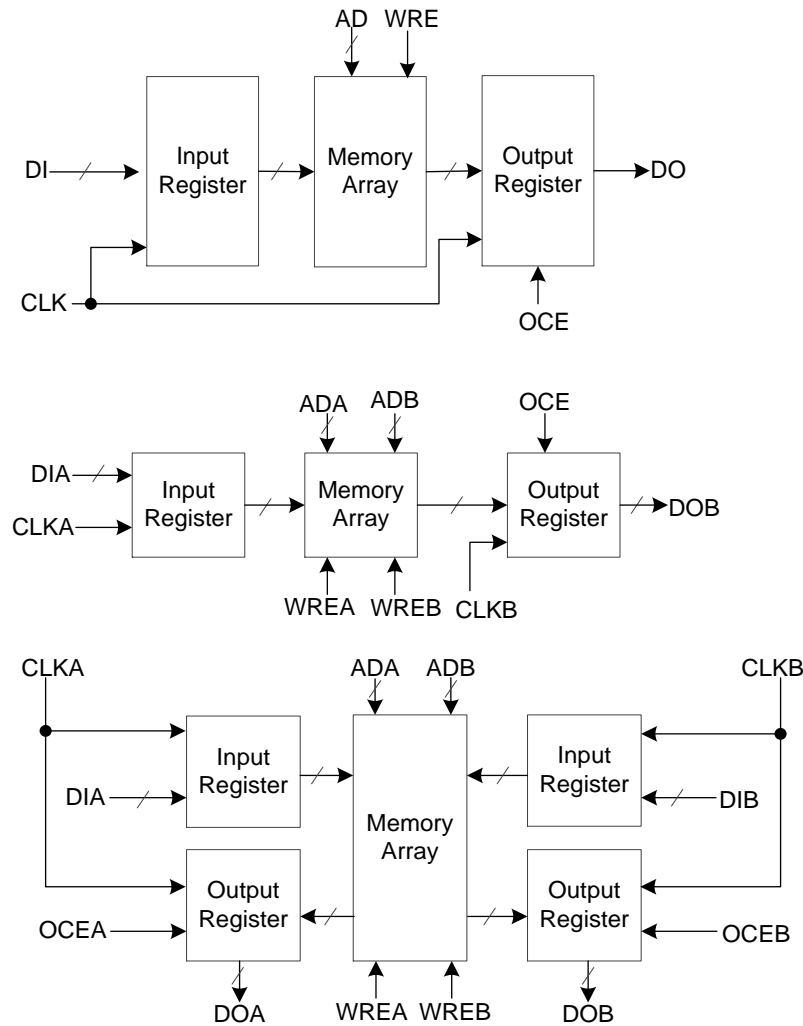 AD WRE
Input
Register
Memory
Array
Output
Register
DI
DO
CLK
OCE
ADA ADB
OCE
DIA
Input
Register
Memory
Array
Output
Register
DOB
CLKA
WREA WREB
CLKB
CLKA
ADA ADB
CLKB
Input
Register
Input
Register
DIA
DIB
Memory
Array
Output
Register
Output
Register
OCEA
OCEB
DOA
WREA WREB
DOB